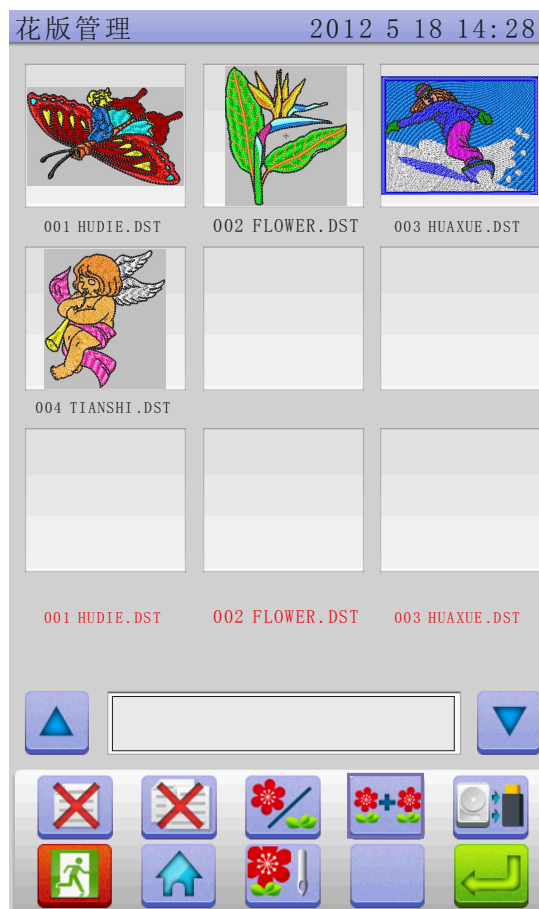 花版管理 2012 5 18 14:28
001 HUDIE.DST 002 FLOWER.DST 003 HUAXUE.DST
004 TIANSHI.DST
001 HUDIE.DST 002 FLOWER.DST 003 HUAXUE.DST